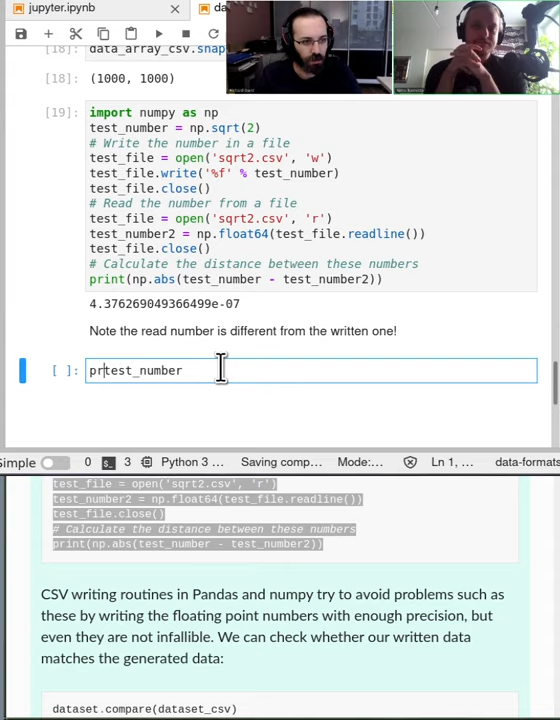 jupyter.ipynb
da
[18]: data_array_csv.shap
[18]: (1000, 1000)
[19]: import numpy as np
test_number = np.sqrt(2)
# Write the number in a file
test_file = open('sqrt2.csv', 'w')
test_file.write('%f' % test_number)
test_file.close()
# Read the number from a file
test_file = open('sqrt2.csv', 'r')
test_number2 = np.float64(test_file.readline())
test_file.close()
# Calculate the distance between these numbers
print(np.abs(test_number - test_number2))
4.376269049366499e-07
Note the read number is different from the written one!
[ ]: prtest_number
Simple 0 3 Python 3 ... Saving comp... Mode:... Ln 1, ... data-formats
test_file = open('sqrt2.csv', 'r')
test_number2 = np.float64(test_file.readline())
test_file.close()
# Calculate the distance between these numbers
print(np.abs(test_number - test_number2))
CSV writing routines in Pandas and numpy try to avoid problems such as
these by writing the floating point numbers with enough precision, but
even they are not infallible. We can check whether our written data
matches the generated data:
dataset.compare(dataset_csv)